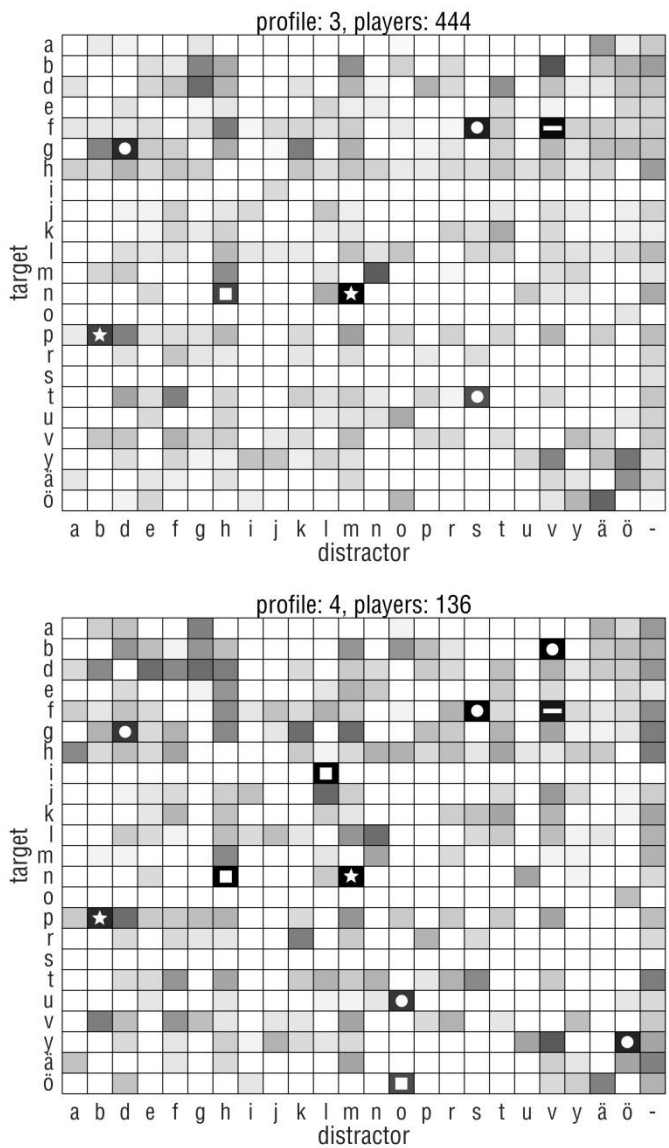 profile: 3, players: 444
a
b
d
e
f
g
h
i
j
k
l
m
n
o
p
r
s
t
u
v
y
ä
ö
target
a b d e f g h i j k l m n o p r s t u v y ä ö -
distractor
profile: 4, players: 136
a
b
d
e
f
g
h
i
j
k
l
m
n
o
p
r
s
t
u
v
y
ä
ö
target
a b d e f g h i j k l m n o p r s t u v y ä ö -
distractor